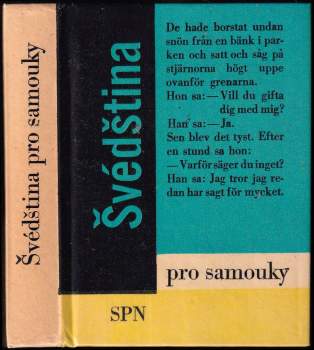 Švédština pro samouky
Švédština
De hade borstat undan
snön från en bänk i par-
ken och satt och såg på
stjärnorna högt uppe
ovanför grenarna.
Hon sa: — Vill du gifta
dig med mig?
Han sa: — Ja.
Sen blev det tyst. Efter
en stund sa hon:
— Varför säger du inget?
Han sa: Jag tror jag re-
dan har sagt för mycket.
pro samouky
SPN